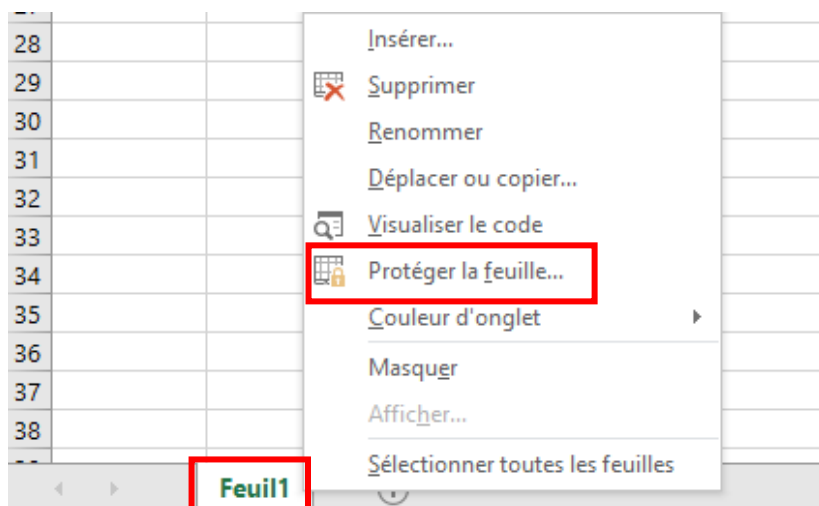 28
Insérer...
29
Supprimer
30
Renommer
31
Déplacer ou copier...
32
33
Visualiser le code
34
Protéger la feuille...
35
Couleur d'onglet
36
Masquer
37
Afficher...
38
Sélectionner toutes les feuilles
Feuil1